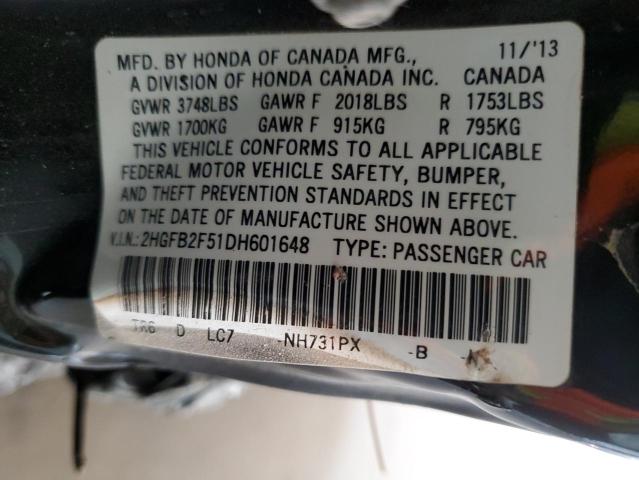 MFD. BY HONDA OF CANADA MFG., 11/'13
A DIVISION OF HONDA CANADA INC. CANADA
GVWR 3748LBS GAWR F 2018LBS R 1753LBS
GVWR 1700KG GAWR F 915KG R 795KG
THIS VEHICLE CONFORMS TO ALL APPLICABLE
FEDERAL MOTOR VEHICLE SAFETY, BUMPER,
AND THEFT PREVENTION STANDARDS IN EFFECT
ON THE DATE OF MANUFACTURE SHOWN ABOVE.
V.I.N.: 2HGFB2F51DH601648 TYPE: PASSENGER CAR
TR6 D LC7 -NH731PX -B -